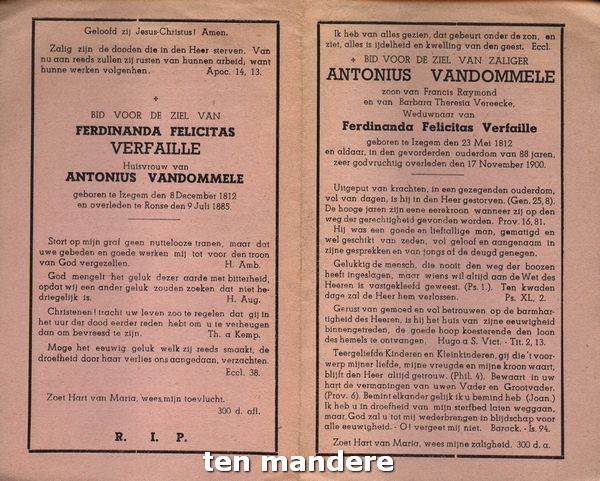 Geloofd zij Jesus-Christus! Amen.
Zalig zijn de dooden die in den Heer sterven. Van
nu aan reeds zullen zij rusten van hunnen arbeid; want
hunne werken volgenhen. Apoc. 14, 13.
+
BID VOOR DE ZIEL VAN
FERDINANDA FELICITAS
VERFAILLE
Huisvrouw van
ANTONIUS VANDOMMELE
geboren te Izegem den 8 December 1812
en overleden te Ronse den 9 Juli 1885.
Stort op mijn graf geen nuttelooze tranen, maar dat
uwe gebeden en goede werken mij tot voor den troon
van God vergezellen. H. Amb.
God mengelt het geluk dezer aarde met bitterheid,
opdat wij een ander geluk zouden zoeken dat niet be-
driegelijk is. H. Aug.
Christenen! tracht uw leven zoo te regelen dat gij in
het uur der dood eerder reden hebt om u te verheugen
dan om bevreesd te zijn. Th. a Kemp.
Moge het eeuwig geluk welk zij reeds smaakt, de
droefheid door haar verlies ons aangedaan, verzachten.
Eccl. 38.
Zoet Hart van Maria, wees mijn toevlucht.
300 d. afl.
R. I. P.
Ik heb van alles gezien, dat gebeurt onder de zon, en
ziet, alles is ijdelheid en kwelling van den geest. Eccl.
+ BID VOOR DE ZIEL VAN ZALIGER
ANTONIUS VANDOMMELE
zoon van Francis Raymond
en van Barbara Theresia Vereecke,
Weduwnaar van
Ferdinanda Felicitas Verfaille
geboren te Izegem den 23 Mei 1812
en aldaar, in den gevorderden ouderdom van 88 jaren,
zeer godvruchtig overleden den 17 November 1900.
Uitgeput van krachten, in een gezegenden ouderdom,
vol van dagen, is hij in den Heer gestorven (Gen. 25, 8).
De hooge jaren zijn eene eerekroon wanneer zij op den
weg der gerechtigheid gevonden worden. Prov. 16, 81.
Hij was een goede en lieftallige man, gematigd en
wel geschikt van zeden, vol geloof en aangenaam in
zijne gesprekken en van jongs af de deugd genegen.
Gelukkig de mensch, die nooit den weg der boozen
heeft ingeslagen, maar wiens wil altijd aan de Wet des
Heeren is vastgekleefd geweest. (Ps. 1.). Ten kwaden
dage zal de Heer hem verlossen. Ps. XL, 2.
Gerust van gemoed en vol betrouwen op de barmhar-
tigheid des Heeren, is hij het huis van zijne eeuwigheid
binnengetreden, de goede hoop koesterende den loon
des hemels te ontvangen. Hugo a S. Vict. - Tit. 2, 13.
Teergeliefde Kinderen en Kleinkinderen, gij die't voor-
werp mijner liefde, mijne vreugde en mijne kroon waart,
blijft den Heer altijd getrouw. (Phil. 4). Bewaart in uw
hart de vermaningen van uwen Vader en Grootvader.
(Prov. 6). Bemint elkander gelijk ik u bemind heb (Joan.)
Ik heb u in droefheid van mijn sterfbed laten weggaan,
maar God zal u tot mij wederbrengen in blijdschap voor
alle eeuwigheid. - O! vergeet mij niet. Barack. - Is. 94.
Zoet Hart van Maria, wees mijne zaligheid. 300 d. a.
ten mandere